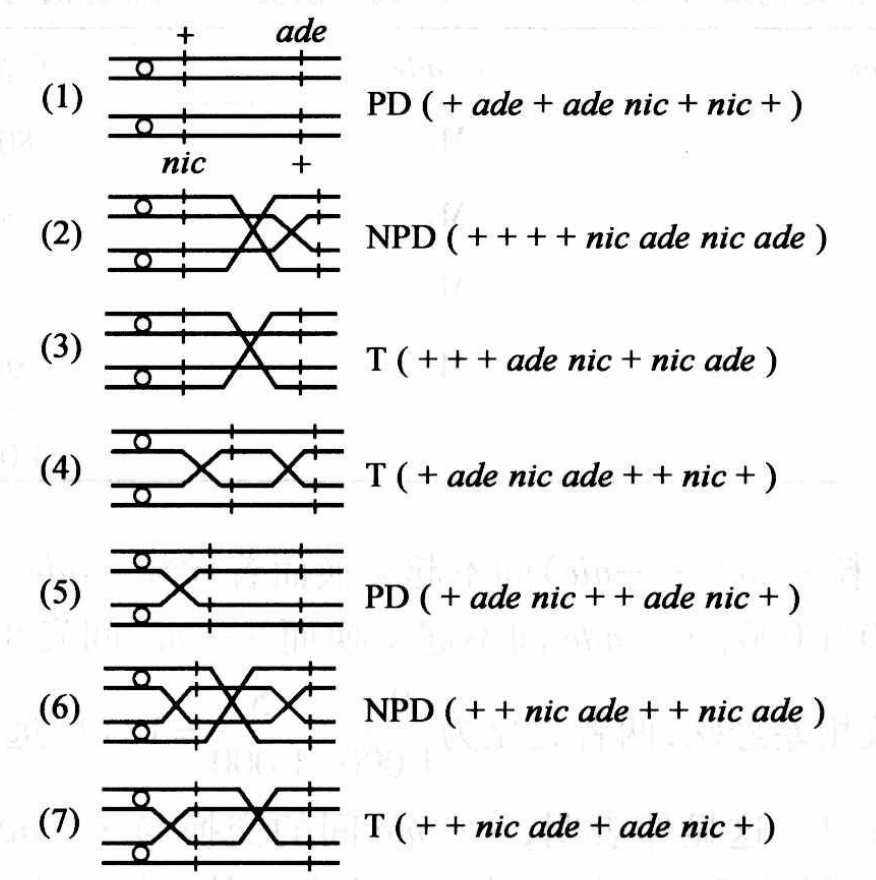 + ade
(1) PD ( + ade + ade nic + nic + )
nic +
(2) NPD ( + + + + nic ade nic ade )
(3) T ( + + + ade nic + nic ade )
(4) T ( + ade nic ade + + nic + )
(5) PD ( + ade nic + + ade nic + )
(6) NPD ( + + nic ade + + nic ade )
(7) T ( + + nic ade + ade nic + )